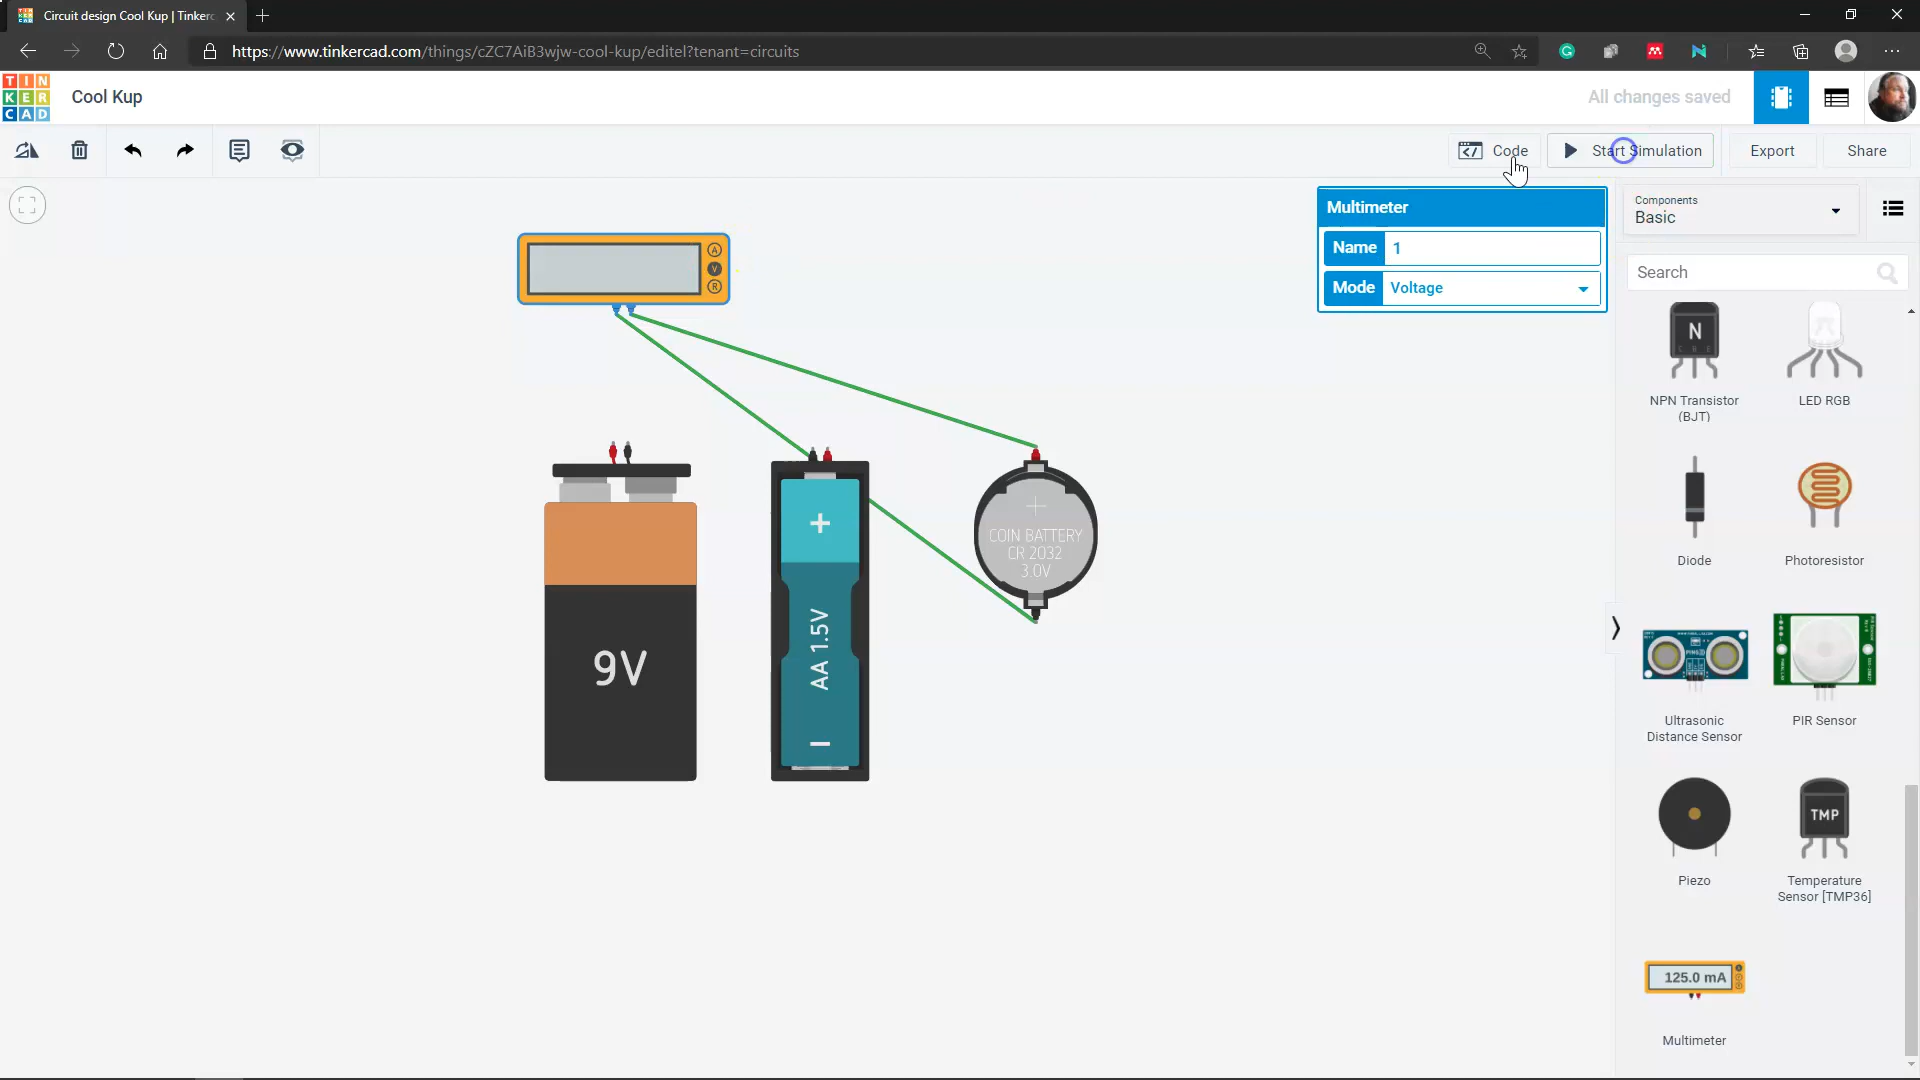 Circuit design Cool Kup | Tinkerc
https://www.tinkercad.com/things/cZC7AiB3wjw-cool-kup/editel?tenant=circuits
TIN
KER
CAD
Cool Kup
All changes saved
Code
Start Simulation
Export
Share
Multimeter
Name 1
Mode Voltage
Components
Basic
Search
A
V
R
N
NPN Transistor
(BJT)
LED RGB
Diode
Photoresistor
Ultrasonic
Distance Sensor
PIR Sensor
Piezo
TMP
Temperature
Sensor [TMP36]
125.0 mA
Multimeter
9V
+
AA 1.5V
−
COIN BATTERY
CR 2032
3.0V